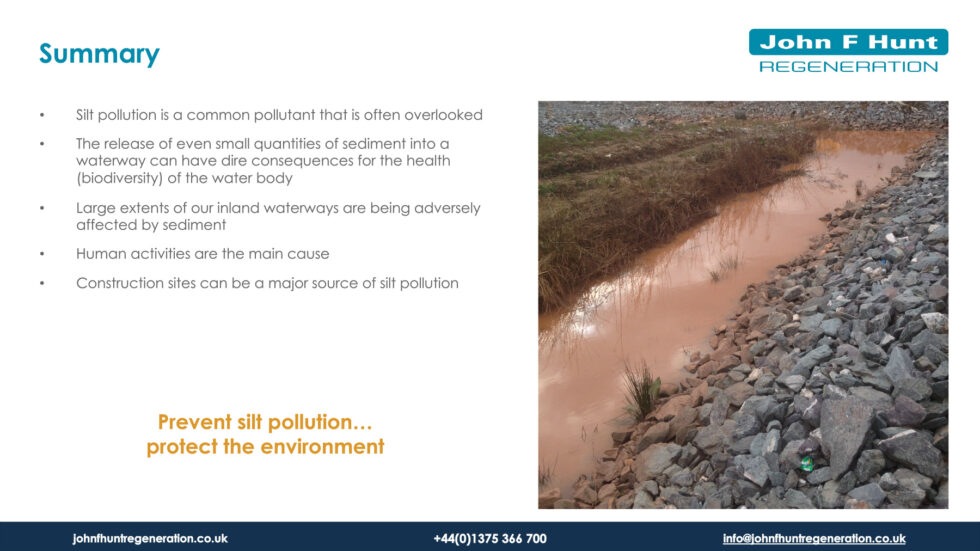 Summary
John F Hunt
REGENERATION
• Silt pollution is a common pollutant that is often overlooked
• The release of even small quantities of sediment into a
waterway can have dire consequences for the health
(biodiversity) of the water body
• Large extents of our inland waterways are being adversely
affected by sediment
• Human activities are the main cause
• Construction sites can be a major source of silt pollution
Prevent silt pollution…
protect the environment
johnfhuntregeneration.co.uk
+44(0)1375 366 700
info@johnfhuntregeneration.co.uk